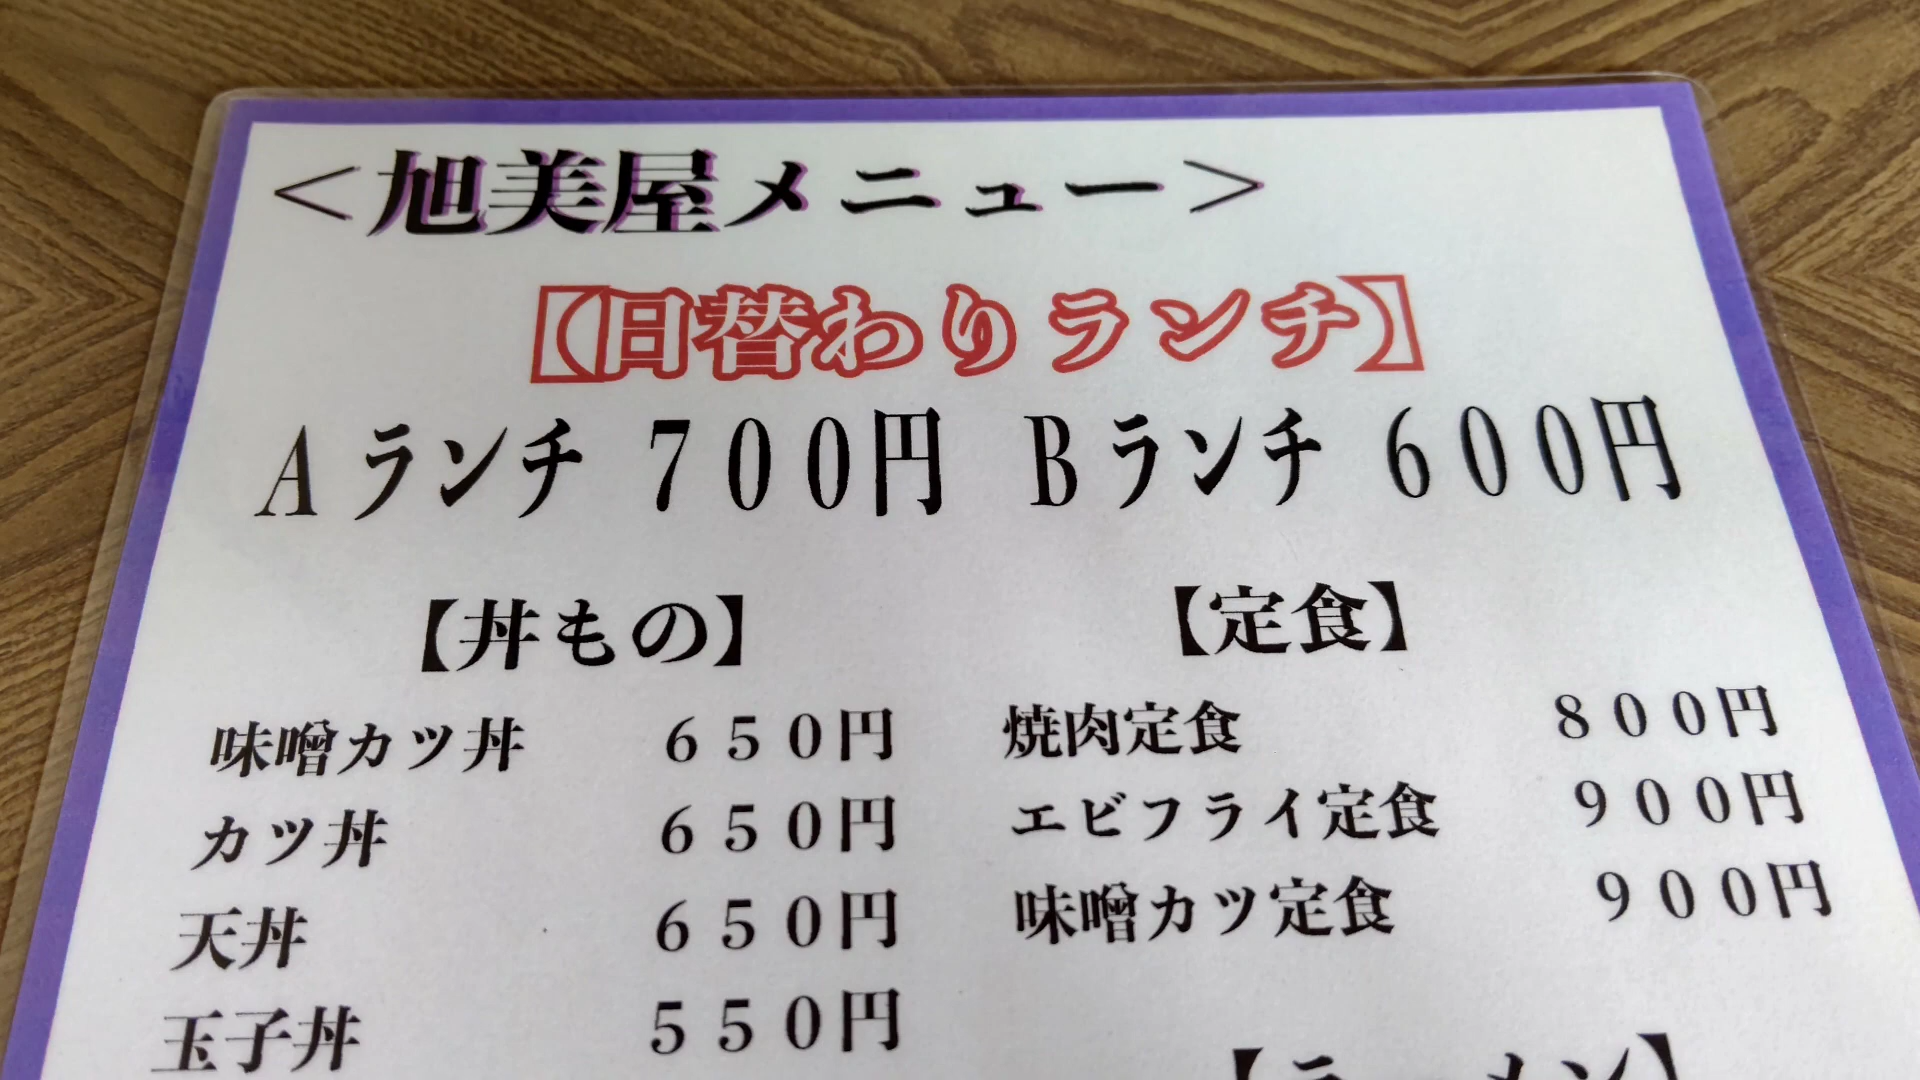 <旭美屋メニュー>
【日替わりランチ】
Aランチ 700円 Bランチ 600円
【丼もの】
味噌カツ丼 650円
カツ丼 650円
天丼 650円
玉子丼 550円
【定食】
焼肉定食 800円
エビフライ定食 900円
味噌カツ定食 900円
【ラーメン】